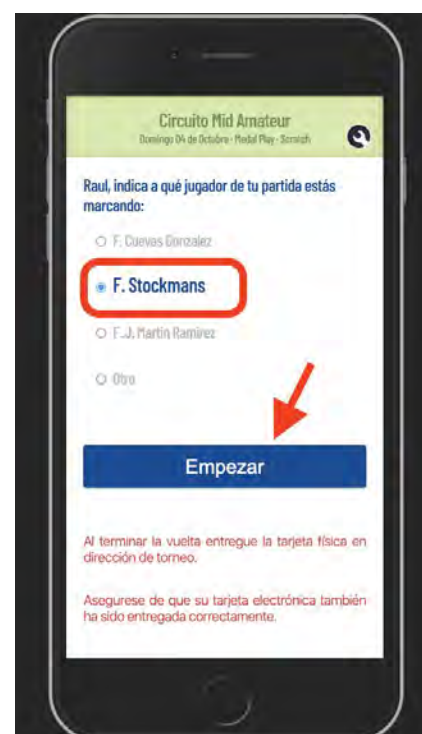 Circuito Mid Amateur
Domingo 04 de Octubre - Medal Play - Scratch
Raul, indica a qué jugador de tu partida estás
marcando:
F. Cuevas Gonzalez
F. Stockmans
F.J. Martin Ramirez
Otro
Empezar
Al terminar la vuelta entregue la tarjeta física en
dirección de torneo.
Asegurese de que su tarjeta electrónica también
ha sido entregada correctamente.